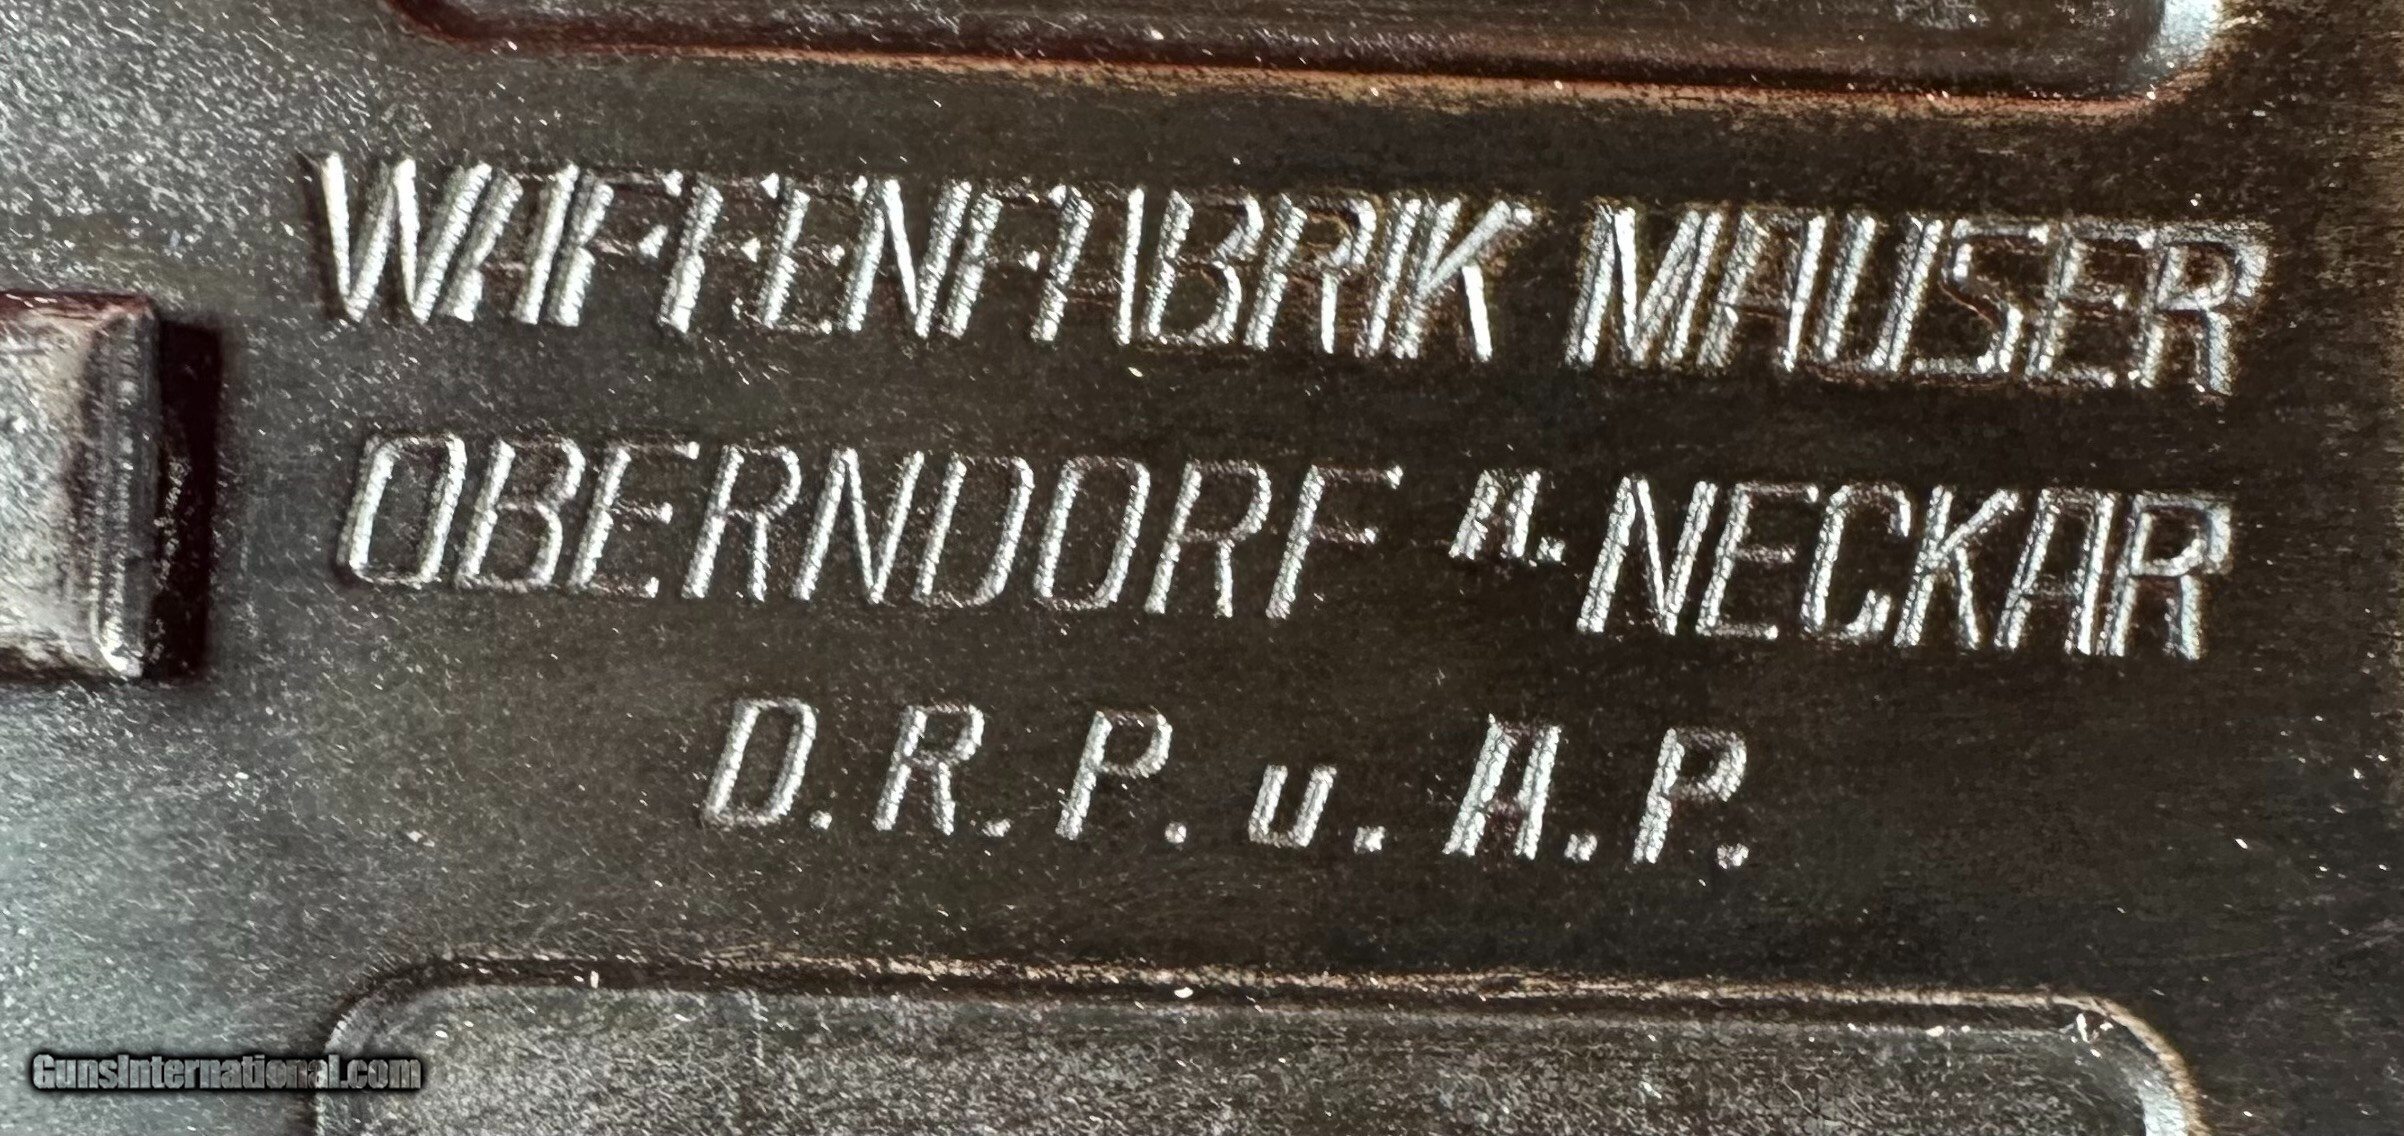 WAFFENFABRIK MAUSER
OBERNDORF A. NECKAR
D.R.P. u. A.P.
GunsInternational.com